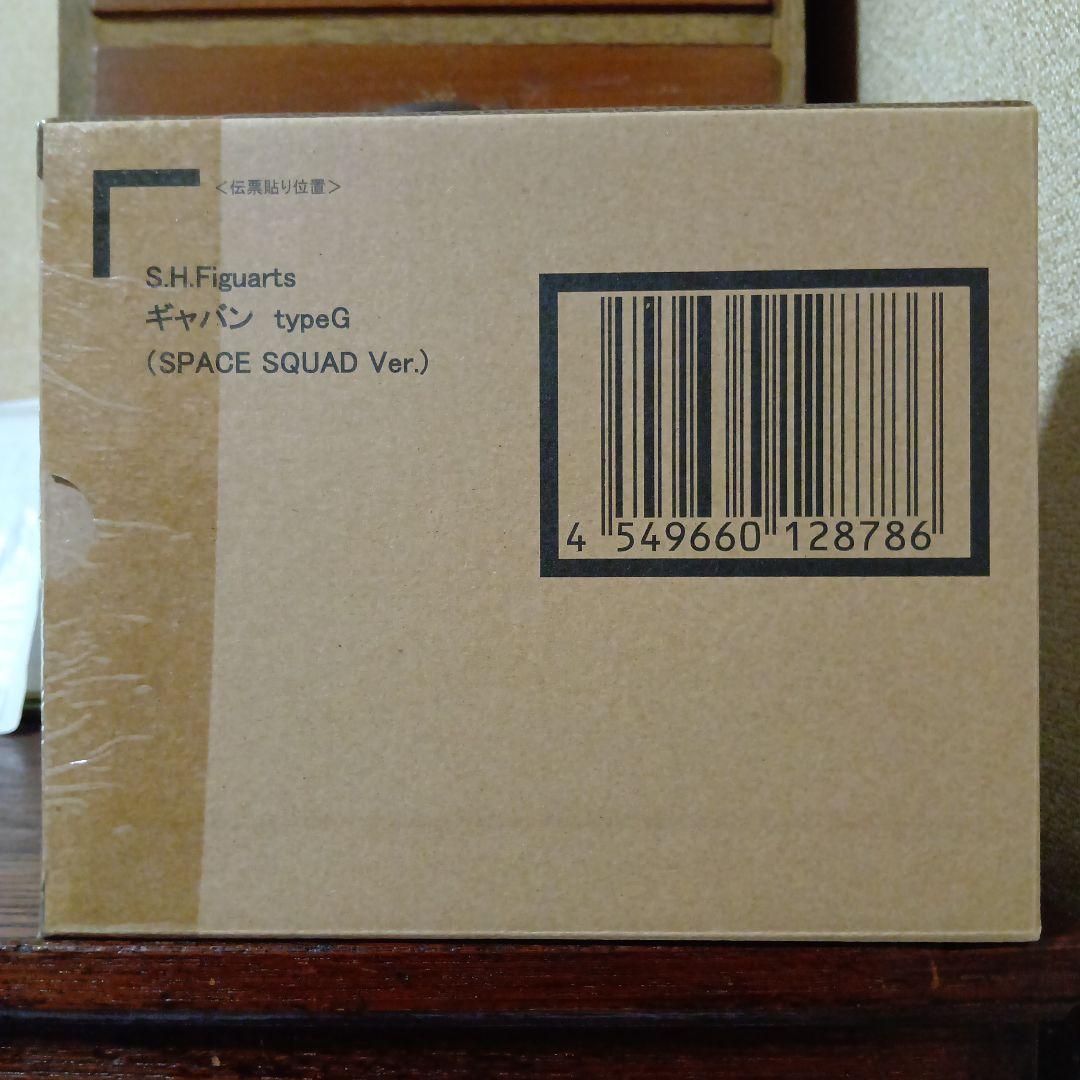 ＜伝票貼り位置＞
S.H.Figuarts
ギャバン　typeG
（SPACE SQUAD Ver.）
4 549660 128786